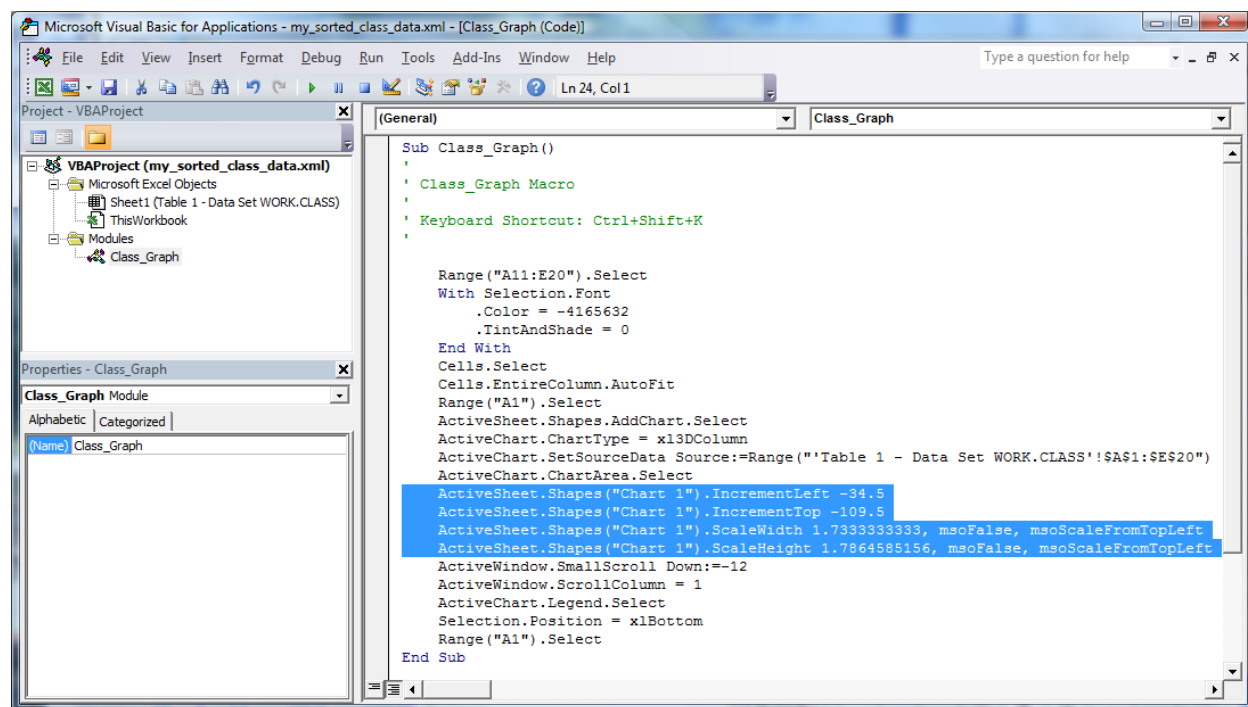 Microsoft Visual Basic for Applications - my_sorted_class_data.xml - [Class_Graph (Code)]
File Edit View Insert Format Debug Run Tools Add-Ins Window Help
Type a question for help
Ln 24, Col 1
Project - VBAProject
VBAProject (my_sorted_class_data.xml)
Microsoft Excel Objects
Sheet1 (Table 1 - Data Set WORK.CLASS)
ThisWorkbook
Modules
Class_Graph
Properties - Class_Graph
Class_Graph Module
Alphabetic Categorized
(Name) Class_Graph
(General) Class_Graph
Sub Class_Graph()
'
' Class_Graph Macro
'
' Keyboard Shortcut: Ctrl+Shift+K
'
Range("A11:E20").Select
With Selection.Font
.Color = -4165632
.TintAndShade = 0
End With
Cells.Select
Cells.EntireColumn.AutoFit
Range("A1").Select
ActiveSheet.Shapes.AddChart.Select
ActiveChart.ChartType = xl3DColumn
ActiveChart.SetSourceData Source:=Range("'Table 1 - Data Set WORK.CLASS'!$A$1:$E$20")
ActiveChart.ChartArea.Select
ActiveSheet.Shapes("Chart 1").IncrementLeft -34.5
ActiveSheet.Shapes("Chart 1").IncrementTop -109.5
ActiveSheet.Shapes("Chart 1").ScaleWidth 1.7333333333, msoFalse, msoScaleFromTopLeft
ActiveSheet.Shapes("Chart 1").ScaleHeight 1.7864585156, msoFalse, msoScaleFromTopLeft
ActiveWindow.SmallScroll Down:=-12
ActiveWindow.ScrollColumn = 1
ActiveChart.Legend.Select
Selection.Position = xlBottom
Range("A1").Select
End Sub